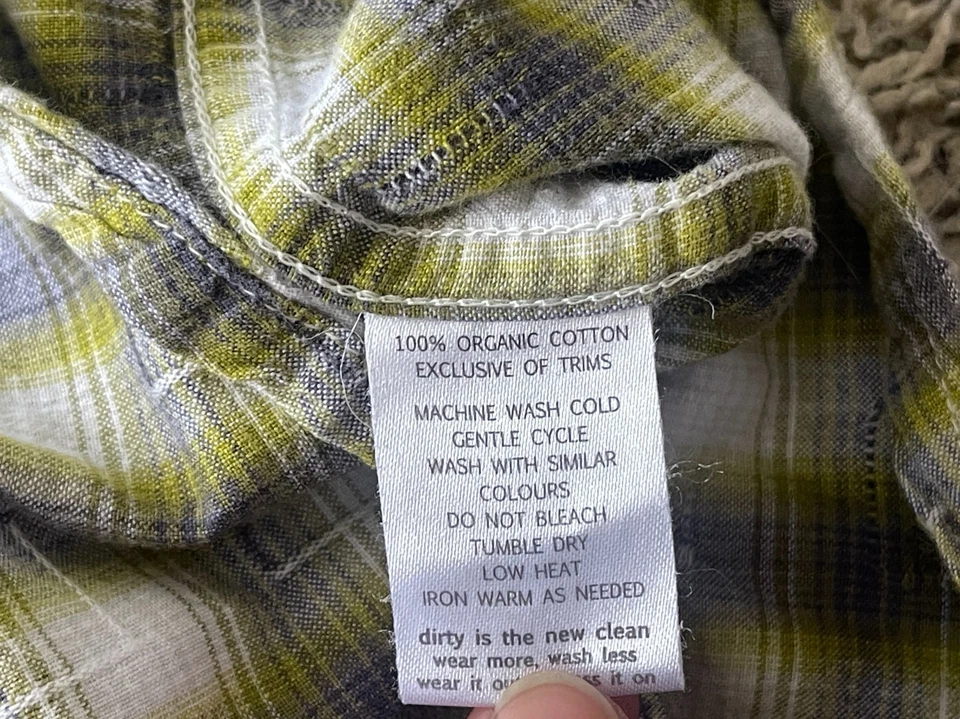 100% ORGANIC COTTON
EXCLUSIVE OF TRIMS
MACHINE WASH COLD
GENTLE CYCLE
WASH WITH SIMILAR
COLOURS
DO NOT BLEACH
TUMBLE DRY
LOW HEAT
IRON WARM AS NEEDED
dirty is the new clean
wear more, wash less
wear it it on